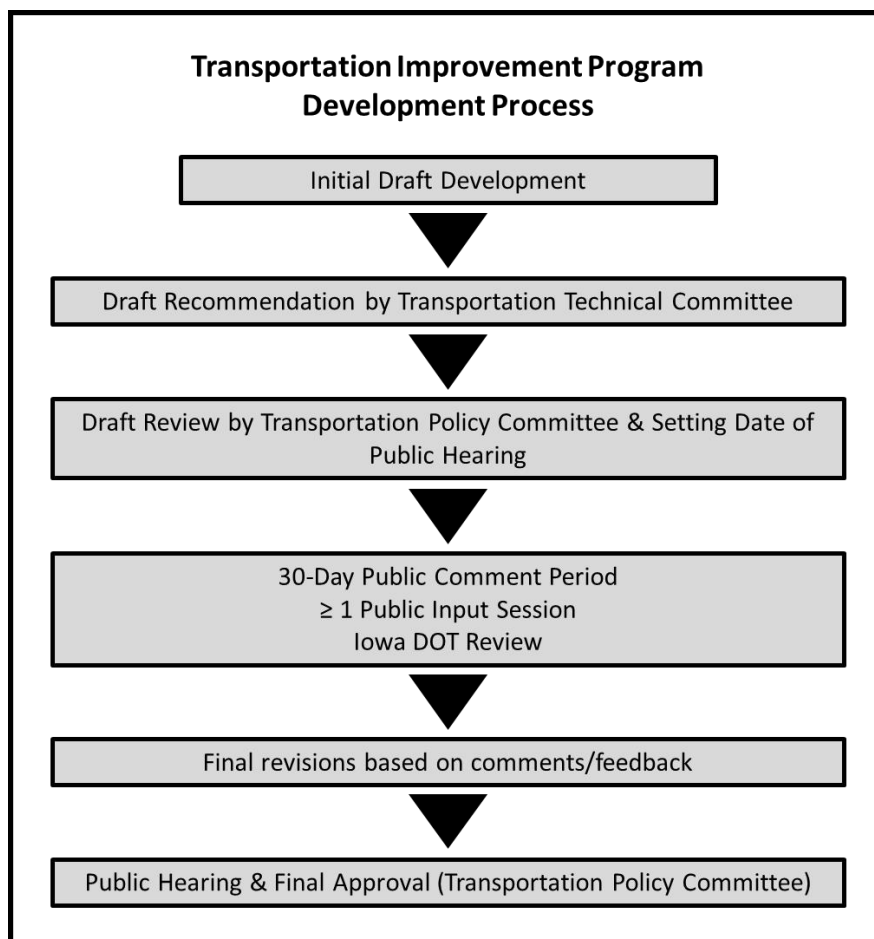 Transportation Improvement Program
Development Process
Initial Draft Development
Draft Recommendation by Transportation Technical Committee
Draft Review by Transportation Policy Committee & Setting Date of
Public Hearing
30-Day Public Comment Period
≥ 1 Public Input Session
Iowa DOT Review
Final revisions based on comments/feedback
Public Hearing & Final Approval (Transportation Policy Committee)